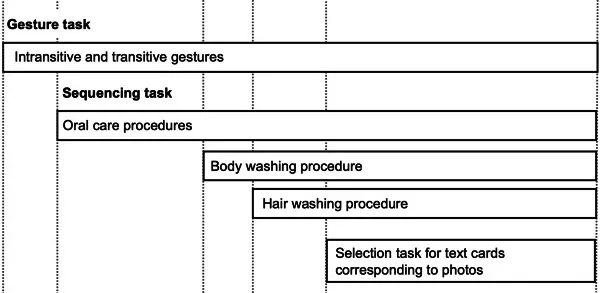 Gesture task
Intransitive and transitive gestures
Sequencing task
Oral care procedures
Body washing procedure
Hair washing procedure
Selection task for text cards
corresponding to photos